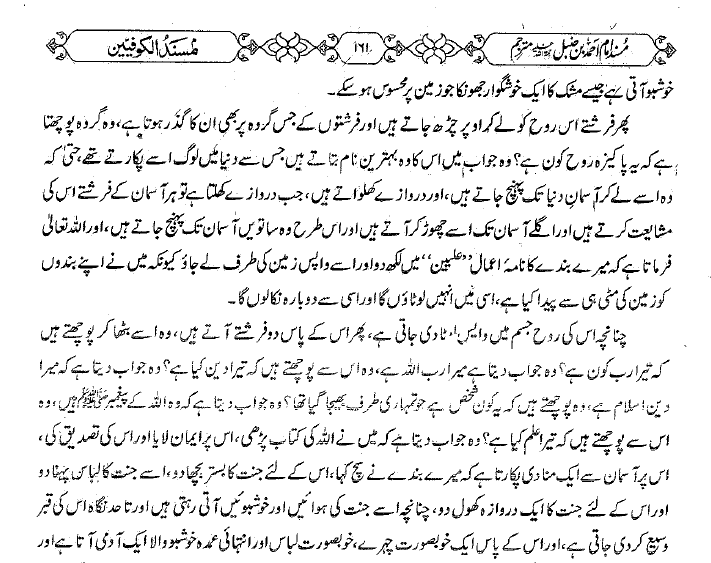 مُسْنَدُ الْكُوفِيِّين ١٦١ مُسند امام احمد بن حنبل مترجم
خوشبو آتی ہے جیسے مشک کا ایک خوشگوار جھونکا جو زمین پر محسوس ہو سکے۔
پھر فرشتے اس روح کو لے کر اوپر چڑھ جاتے ہیں اور فرشتوں کے جس گروہ پر بھی ان کا گذر ہوتا ہے، وہ گروہ پوچھتا
ہے کہ یہ پاکیزہ روح کون ہے؟ وہ جواب میں اس کا وہ بہترین نام بتاتے ہیں جس سے دنیا میں لوگ اسے پکارتے تھے، حتیٰ کہ
وہ اسے لے کر آسمانِ دنیا تک پہنچ جاتے ہیں، اور دروازے کھلواتے ہیں، جب دروازے کھلتا ہے تو ہر آسمان کے فرشتے اس کی
مشایعت کرتے ہیں اور اگلے آسمان تک اسے چھوڑ کر آتے ہیں اور اس طرح وہ ساتویں آسمان تک پہنچ جاتے ہیں، اور اللہ تعالیٰ
فرماتا ہے کہ میرے بندے کا نامۂ اعمال ”علیین“ میں لکھ دو اور اسے واپس زمین کی طرف لے جاؤ کیونکہ میں نے اپنے بندوں
کو زمین کی مٹی ہی سے پیدا کیا ہے، اسی میں انہیں لوٹاؤں گا اور اسی سے دوبارہ نکالوں گا۔
چنانچہ اس کی روح جسم میں واپس لوٹا دی جاتی ہے، پھر اس کے پاس دو فرشتے آتے ہیں، وہ اسے بٹھا کر پوچھتے ہیں
کہ تیرا رب کون ہے؟ وہ جواب دیتا ہے میرا رب اللہ ہے، وہ اس سے پوچھتے ہیں کہ تیرا دین کیا ہے؟ وہ جواب دیتا ہے کہ میرا
دین اسلام ہے، وہ پوچھتے ہیں کہ یہ کون شخص ہے جو تمہاری طرف بھیجا گیا تھا؟ وہ جواب دیتا ہے کہ وہ اللہ کے پیغمبر ﷺ ہیں، وہ
اس سے پوچھتے ہیں کہ تیرا علم کیا ہے؟ وہ جواب دیتا ہے کہ میں نے اللہ کی کتاب پڑھی، اس پر ایمان لایا اور اس کی تصدیق کی،
اس پر آسمان سے ایک منادی پکارتا ہے کہ میرے بندے نے سچ کہا، اس کے لئے جنت کا بستر بچھا دو، اسے جنت کا لباس پہنا دو
اور اس کے لئے جنت کا ایک دروازہ کھول دو، چنانچہ اسے جنت کی ہوائیں اور خوشبوئیں آتی رہتی ہیں اور تاحد نگاہ اس کی قبر
وسیع کر دی جاتی ہے، اور اس کے پاس ایک خوبصورت چہرے، خوبصورت لباس اور انتہائی عمدہ خوشبو والا ایک آدمی آتا ہے اور